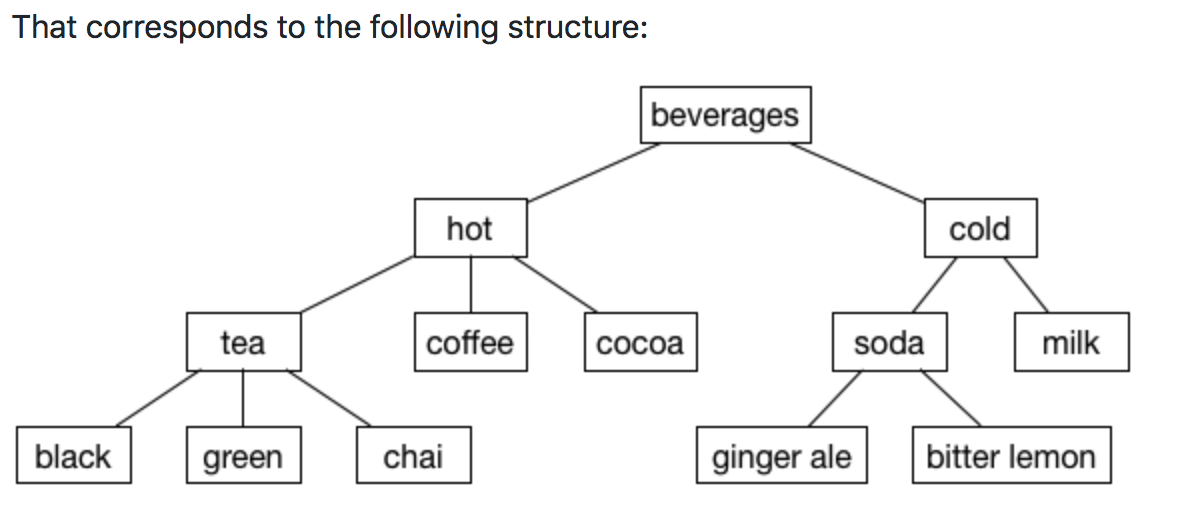 That corresponds to the following structure:
beverages
hot
cold
tea
coffee
cocoa
soda
milk
black
green
chai
ginger ale
bitter lemon